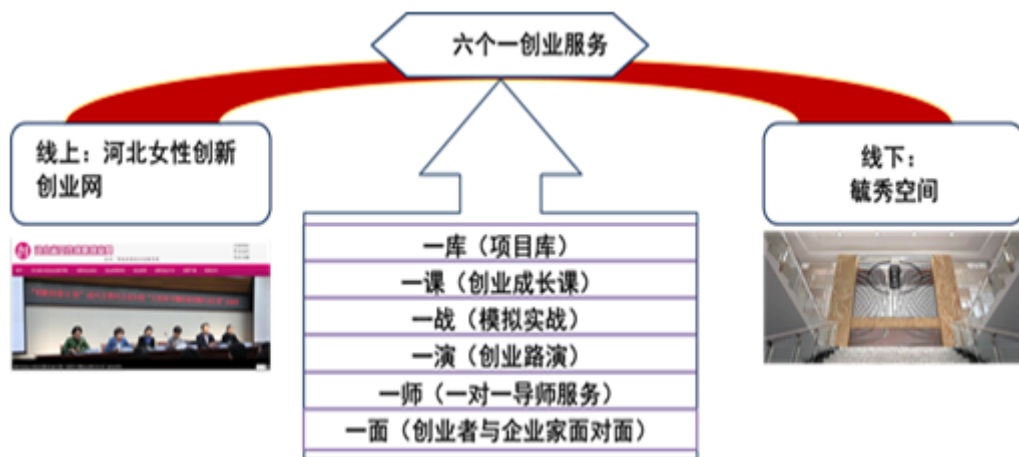 六个一创业服务
线上：河北女性创新
创业网
线下：
毓秀空间
一库（项目库）
一课（创业成长课）
一战（模拟实战）
一演（创业路演）
一师（一对一导师服务）
一面（创业者与企业家面对面）